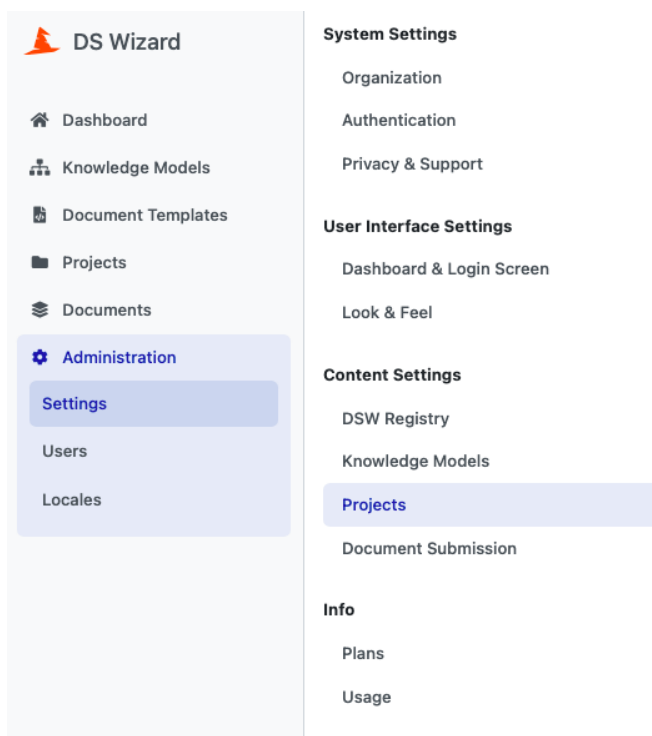 DS Wizard
Dashboard
Knowledge Models
Document Templates
Projects
Documents
Administration
Settings
Users
Locales
System Settings
Organization
Authentication
Privacy & Support
User Interface Settings
Dashboard & Login Screen
Look & Feel
Content Settings
DSW Registry
Knowledge Models
Projects
Document Submission
Info
Plans
Usage